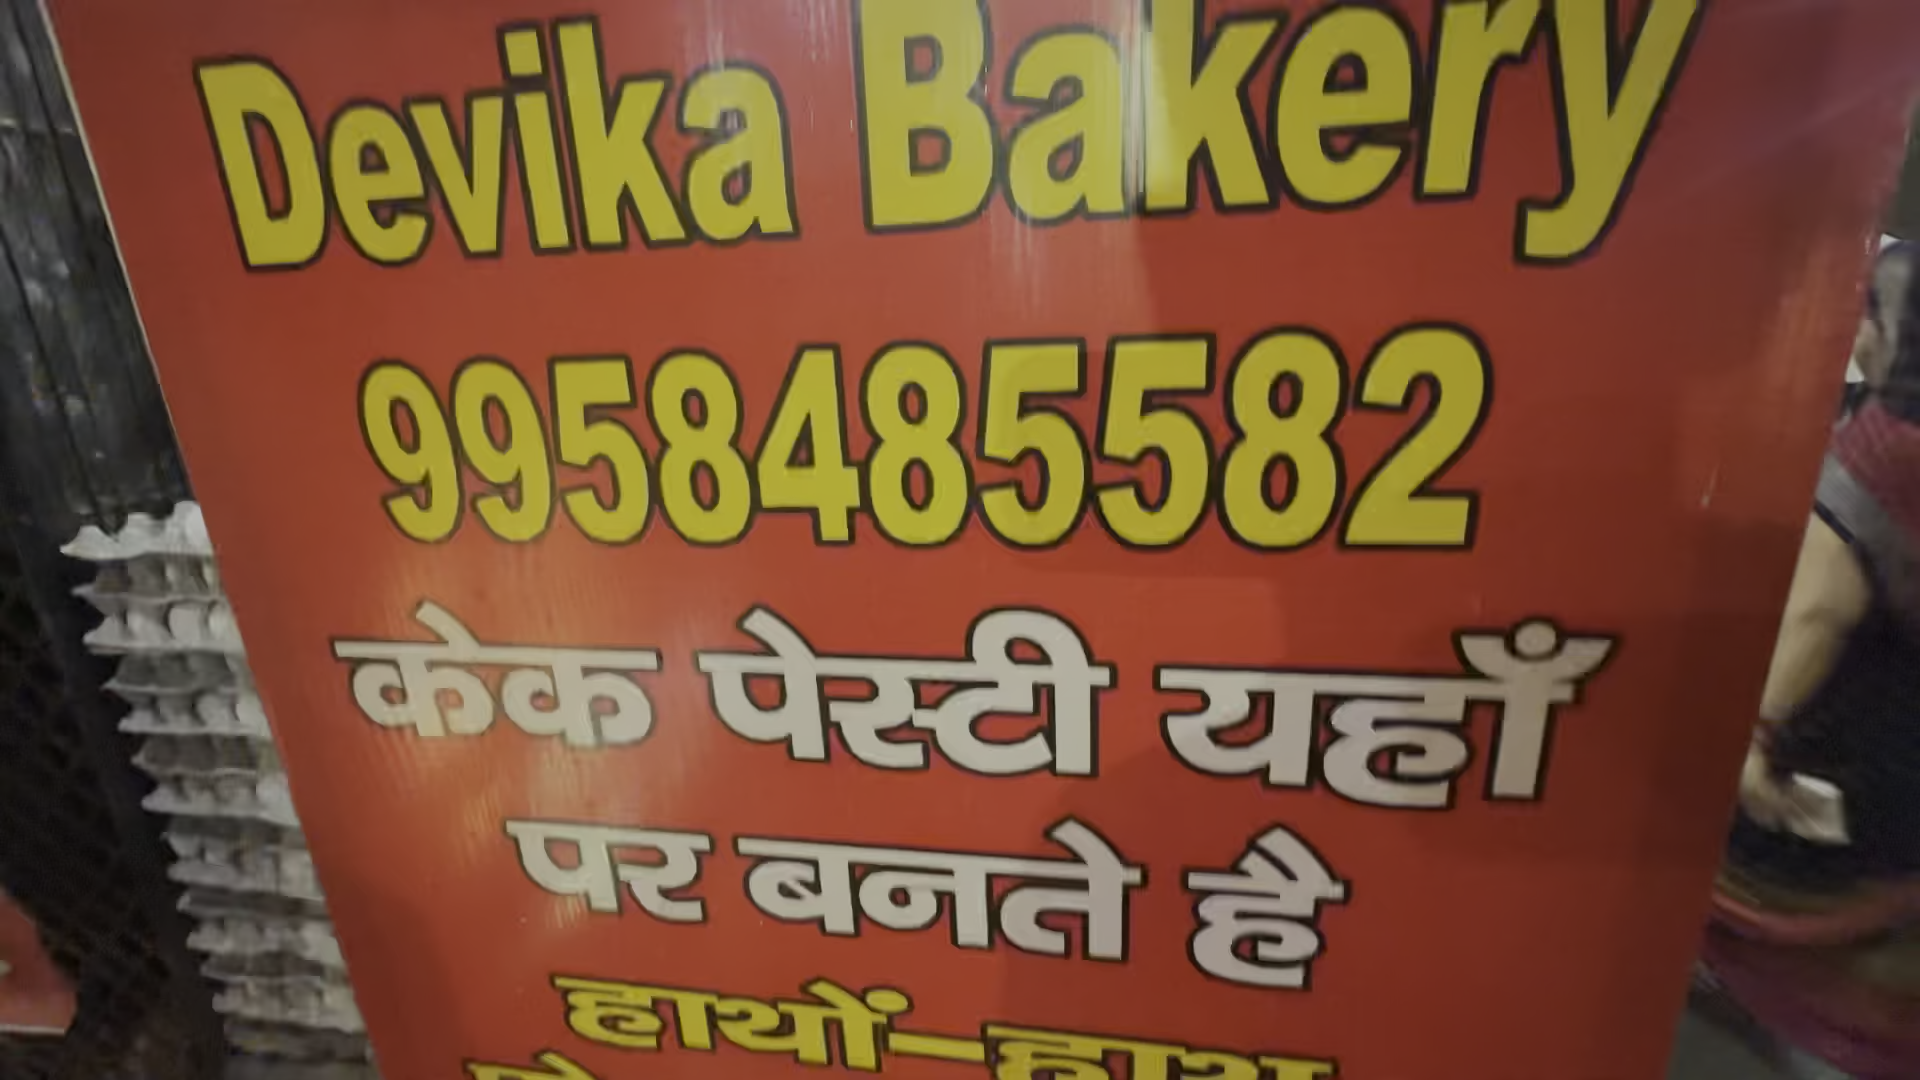 Devika Bakery
9958485582
केक पेस्टी यहाँ
पर बनते है
हाथों–हाथ